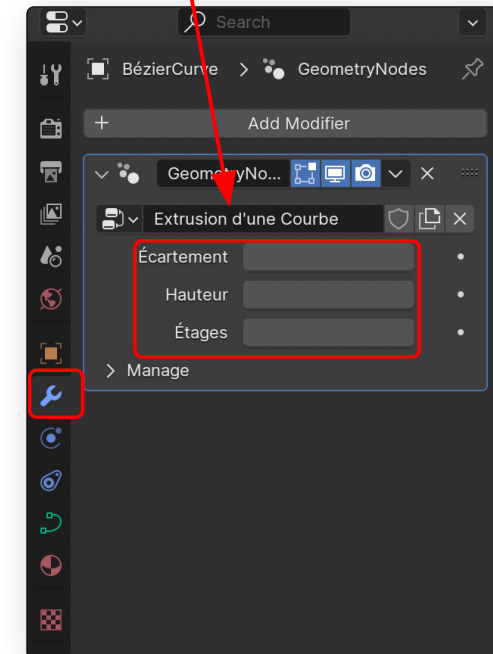 Search
BézierCurve > GeometryNodes
+ Add Modifier
GeometryNo...
Extrusion d'une Courbe
Écartement
Hauteur
Étages
Manage